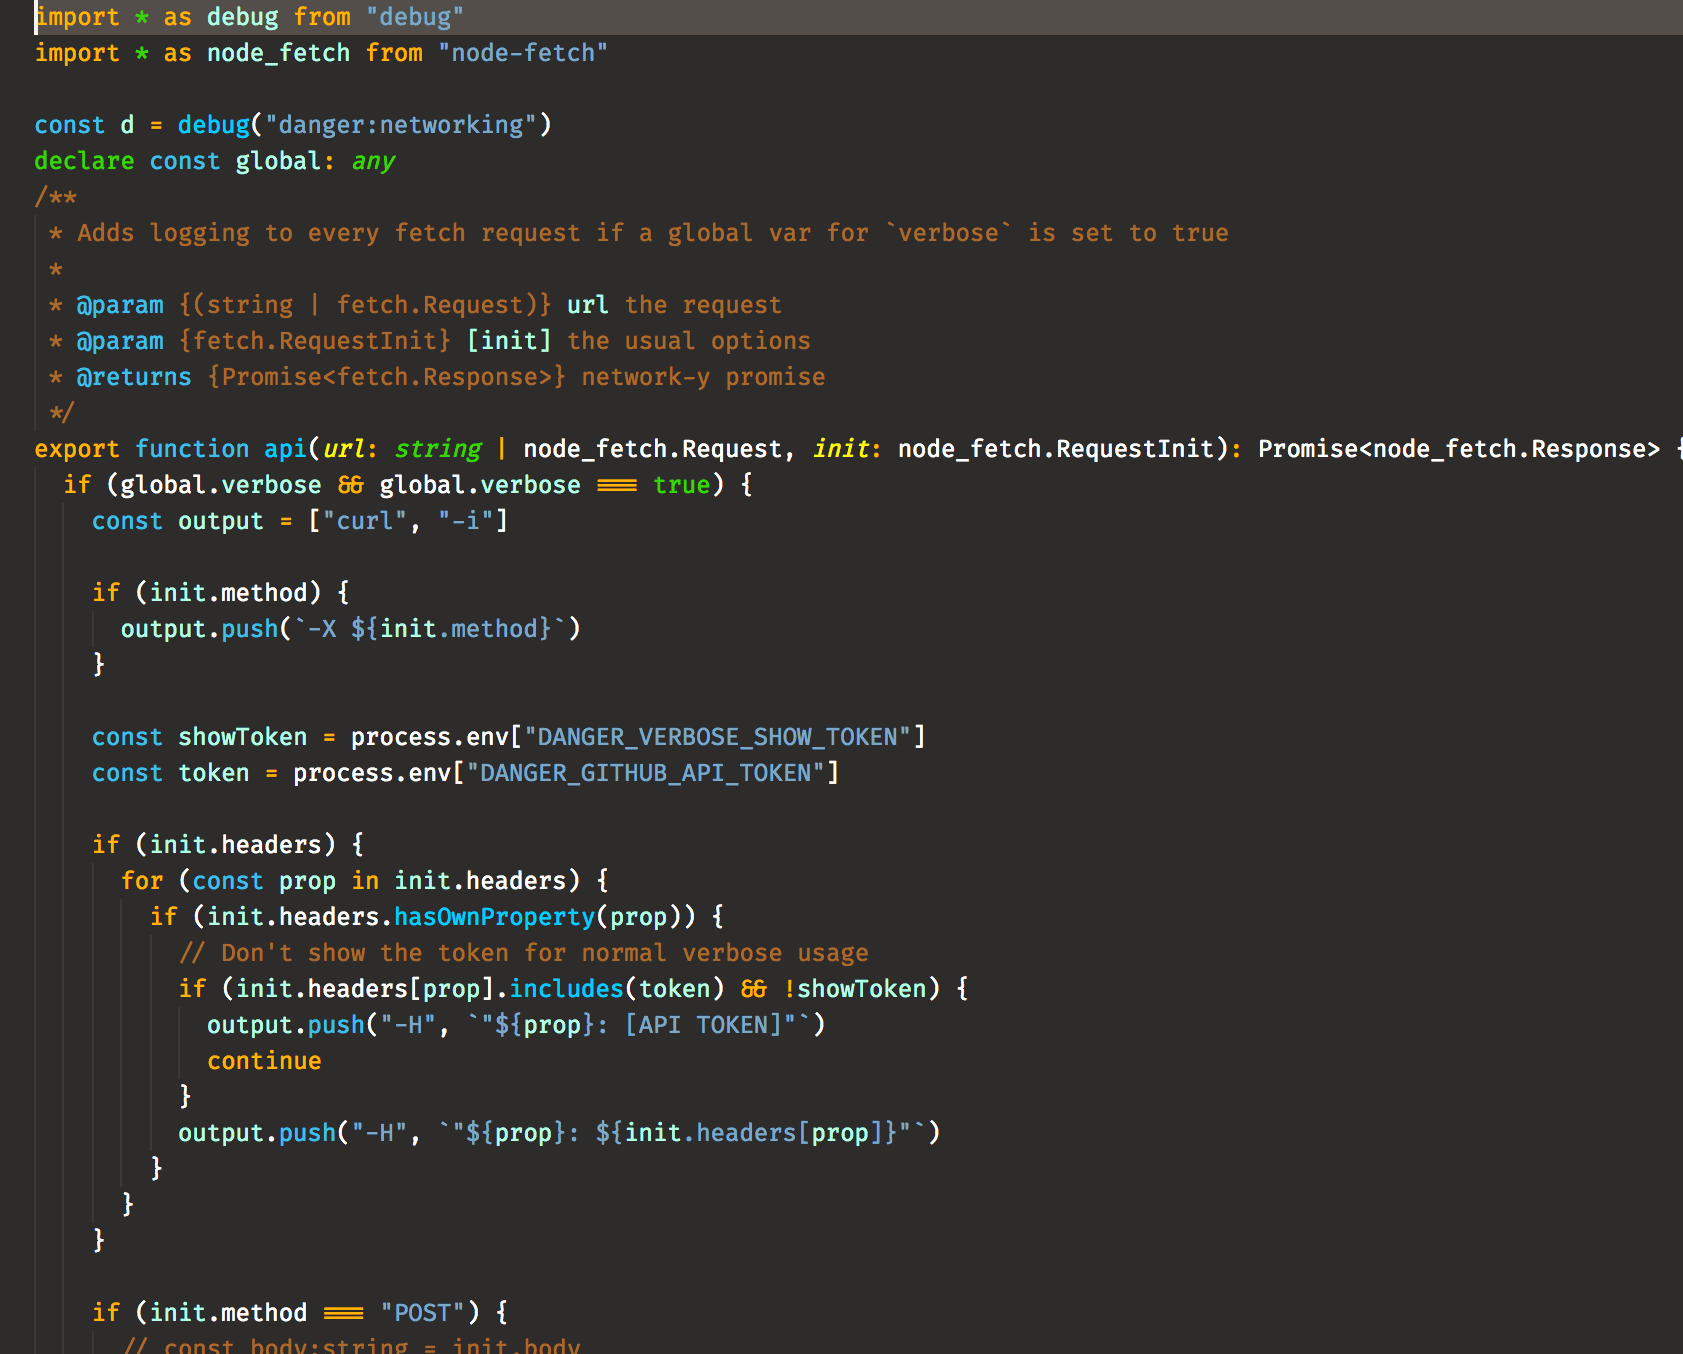 import * as debug from "debug"
import * as node_fetch from "node-fetch"
const d = debug("danger:networking")
declare const global: any
/**
* Adds logging to every fetch request if a global var for `verbose` is set to true
*
* @param {(string | fetch.Request)} url the request
* @param {fetch.RequestInit} [init] the usual options
* @returns {Promise<fetch.Response>} network-y promise
*/
export function api(url: string | node_fetch.Request, init: node_fetch.RequestInit): Promise<node_fetch.Response> {
if (global.verbose && global.verbose === true) {
const output = ["curl", "-i"]
if (init.method) {
output.push(`-X ${init.method}`)
}
const showToken = process.env["DANGER_VERBOSE_SHOW_TOKEN"]
const token = process.env["DANGER_GITHUB_API_TOKEN"]
if (init.headers) {
for (const prop in init.headers) {
if (init.headers.hasOwnProperty(prop)) {
// Don't show the token for normal verbose usage
if (init.headers[prop].includes(token) && !showToken) {
output.push("-H", `"${prop}: [API TOKEN]"`)
continue
}
output.push("-H", `"${prop}: ${init.headers[prop]}"`)
}
}
}
if (init.method === "POST") {
// const body:string = init.body